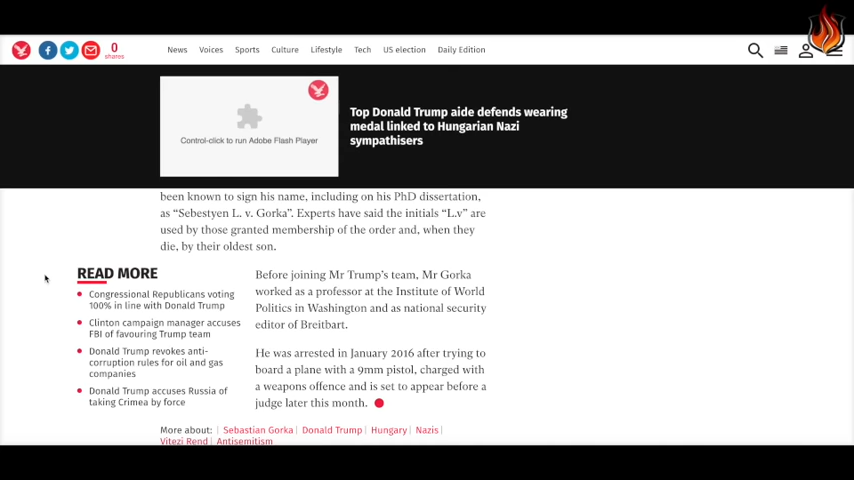 0
shares
News Voices Sports Culture Lifestyle Tech US election Daily Edition
Control-click to run Adobe Flash Player
Top Donald Trump aide defends wearing
medal linked to Hungarian Nazi
sympathisers
been known to sign his name, including on his PhD dissertation,
as “Sebestyen L. v. Gorka”. Experts have said the initials “L.v” are
used by those granted membership of the order and, when they
die, by their oldest son.
READ MORE
Congressional Republicans voting
100% in line with Donald Trump
Clinton campaign manager accuses
FBI of favouring Trump team
Donald Trump revokes anti-
corruption rules for oil and gas
companies
Donald Trump accuses Russia of
taking Crimea by force
Before joining Mr Trump’s team, Mr Gorka
worked as a professor at the Institute of World
Politics in Washington and as national security
editor of Breitbart.
He was arrested in January 2016 after trying to
board a plane with a 9mm pistol, charged with
a weapons offence and is set to appear before a
judge later this month.
More about: | Sebastian Gorka | Donald Trump | Hungary | Nazis |
Vitezi Rend | Antisemitism